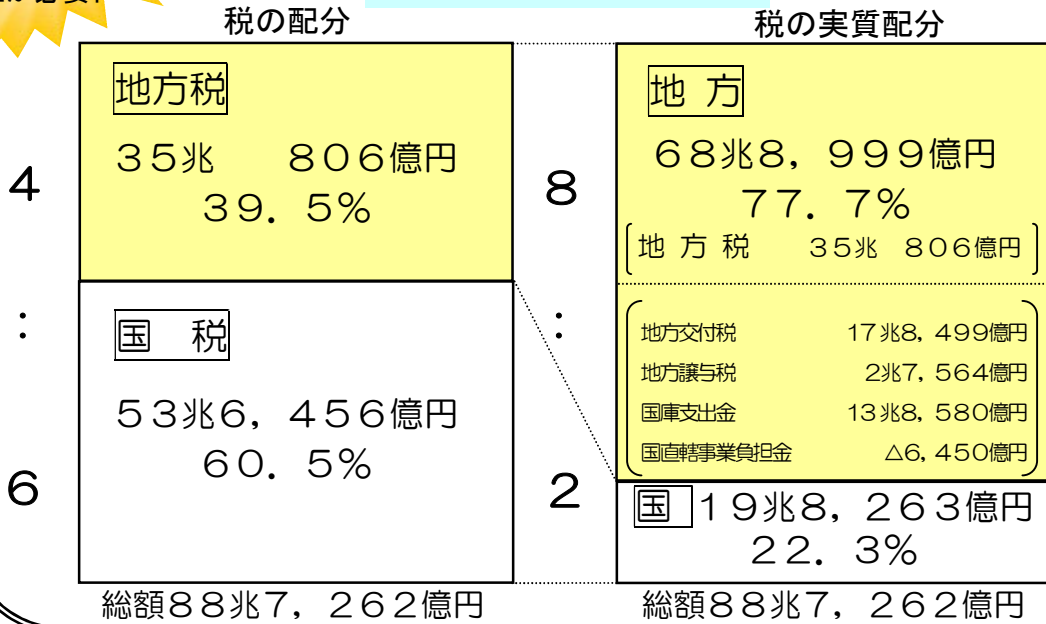 税の配分
地方税
35兆　806億円
39．5%
国　税
53兆6，456億円
60．5%
総額88兆7，262億円
4
：
6
税の実質配分
地 方
68兆8，999億円
77．7%
地 方 税　35兆　806億円
地方交付税　17兆8，499億円
地方譲与税　2兆7，564億円
国庫支出金　13兆8，580億円
国直轄事業負担金　△6，450億円
国 19兆8，263億円
22．3%
総額88兆7，262億円
8
：
2